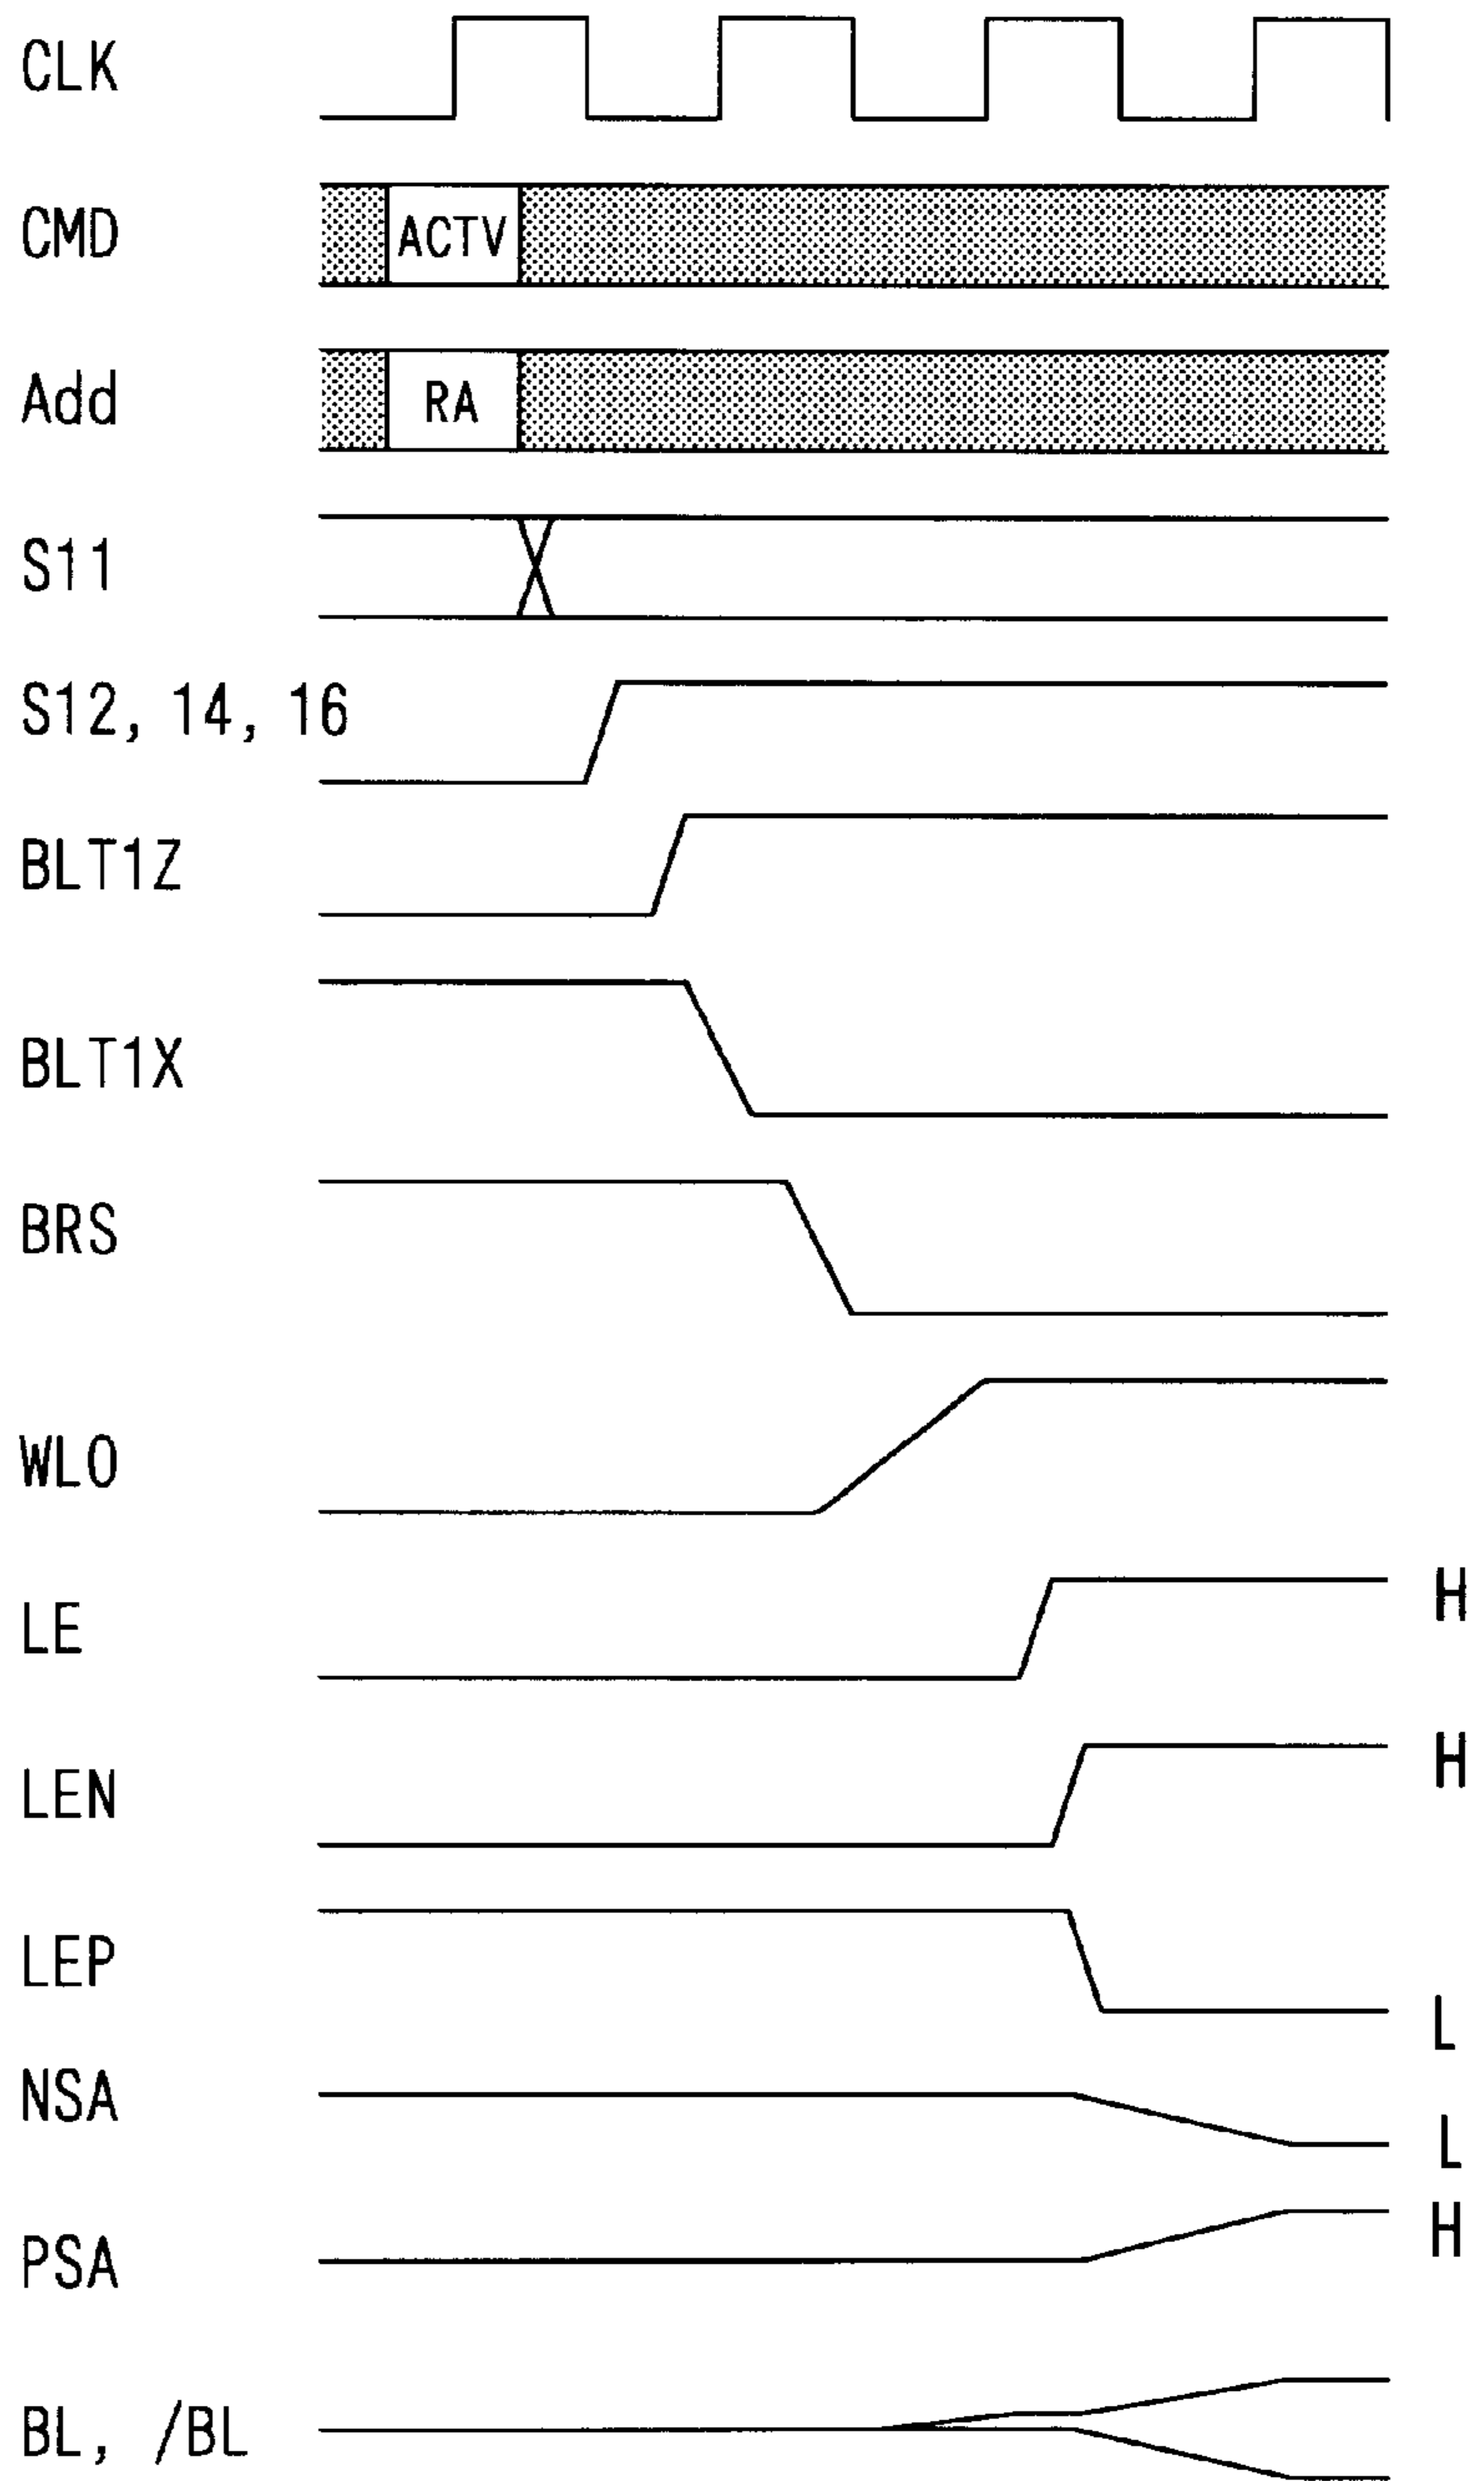 CLK
CMD
ACTV
Add
RA
S11
S12, 14, 16
BLT1Z
BLT1X
BRS
WLO
LE
H
LEN
H
LEP
L
NSA
L
PSA
H
BL, /BL